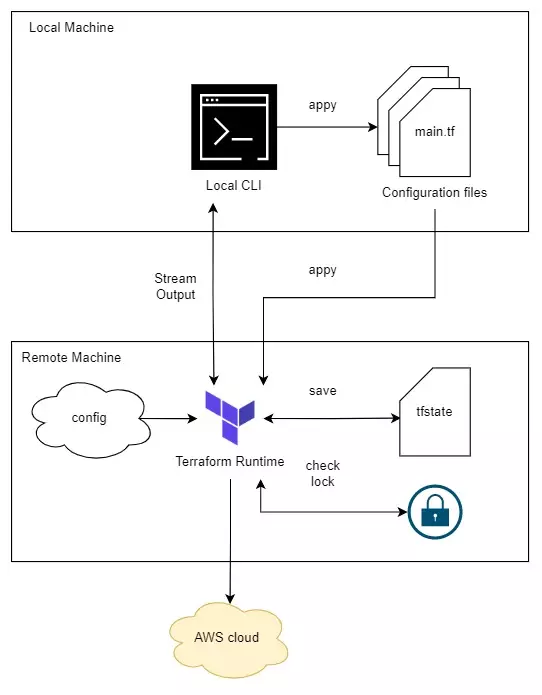 Local Machine
appy
main.tf
Local CLI
Configuration files
Stream
Output
appy
Remote Machine
config
save
tfstate
Terraform Runtime
check
lock
AWS cloud